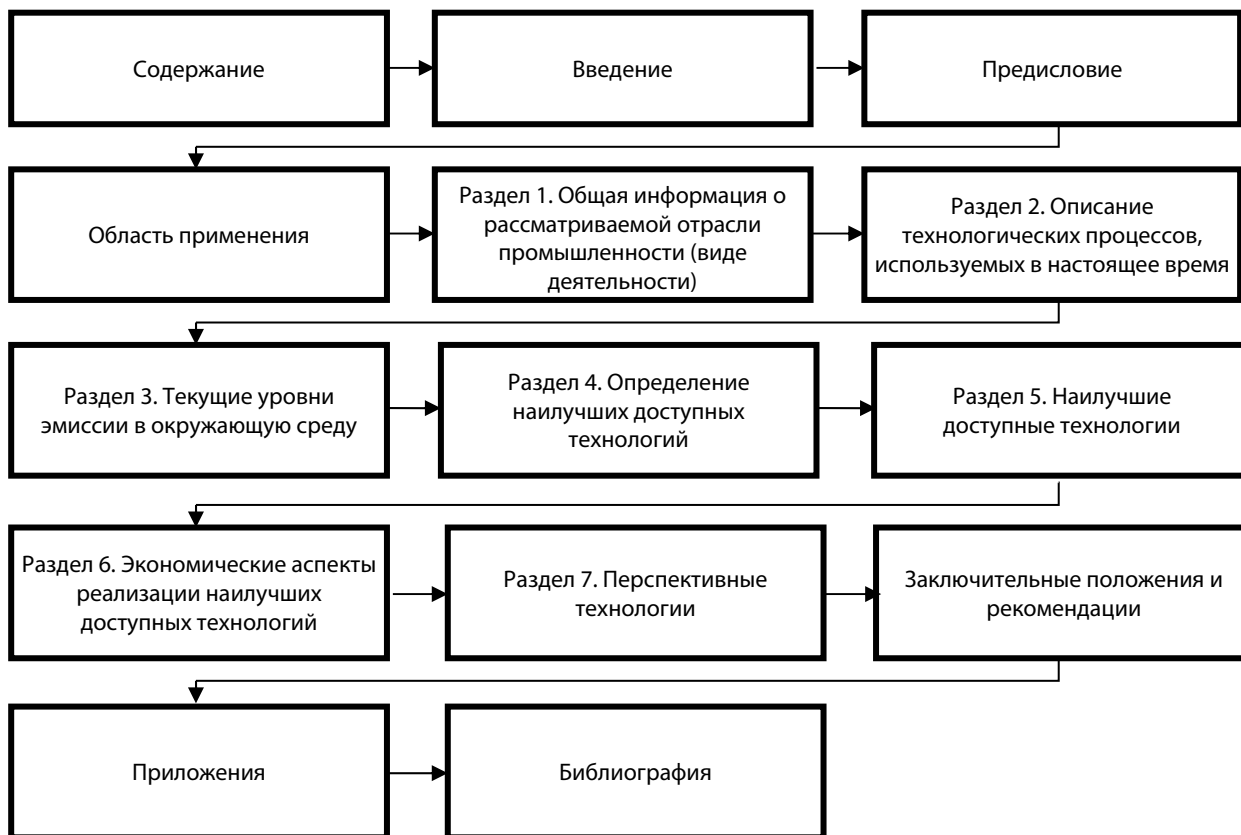 Содержание
Введение
Предисловие
Область применения
Раздел 1. Общая информация о
рассматриваемой отрасли
промышленности (виде
деятельности)
Раздел 2. Описание
технологических процессов,
используемых в настоящее время
Раздел 3. Текущие уровни
эмиссии в окружающую среду
Раздел 4. Определение
наилучших доступных
технологий
Раздел 5. Наилучшие
доступные технологии
Раздел 6. Экономические аспекты
реализации наилучших
доступных технологий
Раздел 7. Перспективные
технологии
Заключительные положения и
рекомендации
Приложения
Библиография